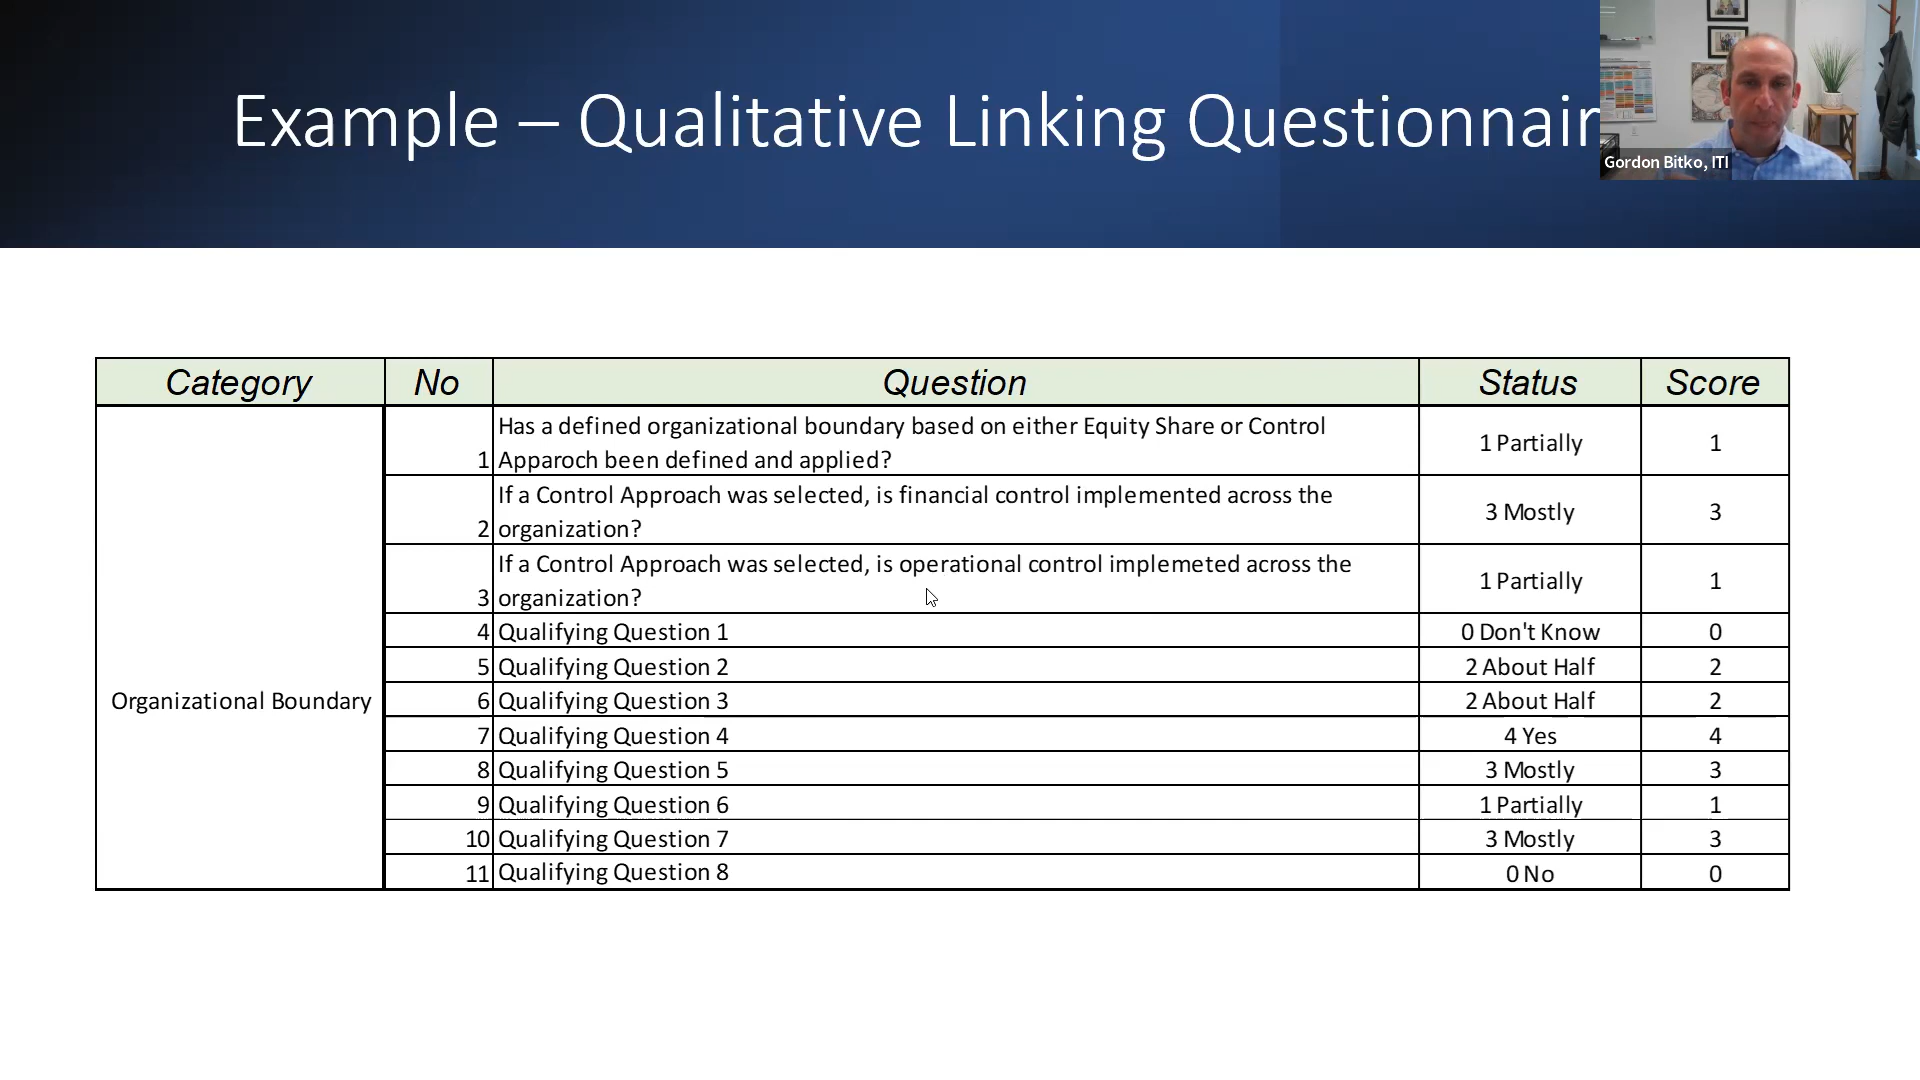 Example – Qualitative Linking Questionnair
Gordon Bitko, ITI
Category No Question Status Score
Organizational Boundary
1 Has a defined organizational boundary based on either Equity Share or Control
Apparoch been defined and applied? 1 Partially 1
2 If a Control Approach was selected, is financial control implemented across the
organization? 3 Mostly 3
3 If a Control Approach was selected, is operational control implemeted across the
organization? 1 Partially 1
4 Qualifying Question 1 0 Don't Know 0
5 Qualifying Question 2 2 About Half 2
6 Qualifying Question 3 2 About Half 2
7 Qualifying Question 4 4 Yes 4
8 Qualifying Question 5 3 Mostly 3
9 Qualifying Question 6 1 Partially 1
10 Qualifying Question 7 3 Mostly 3
11 Qualifying Question 8 0 No 0